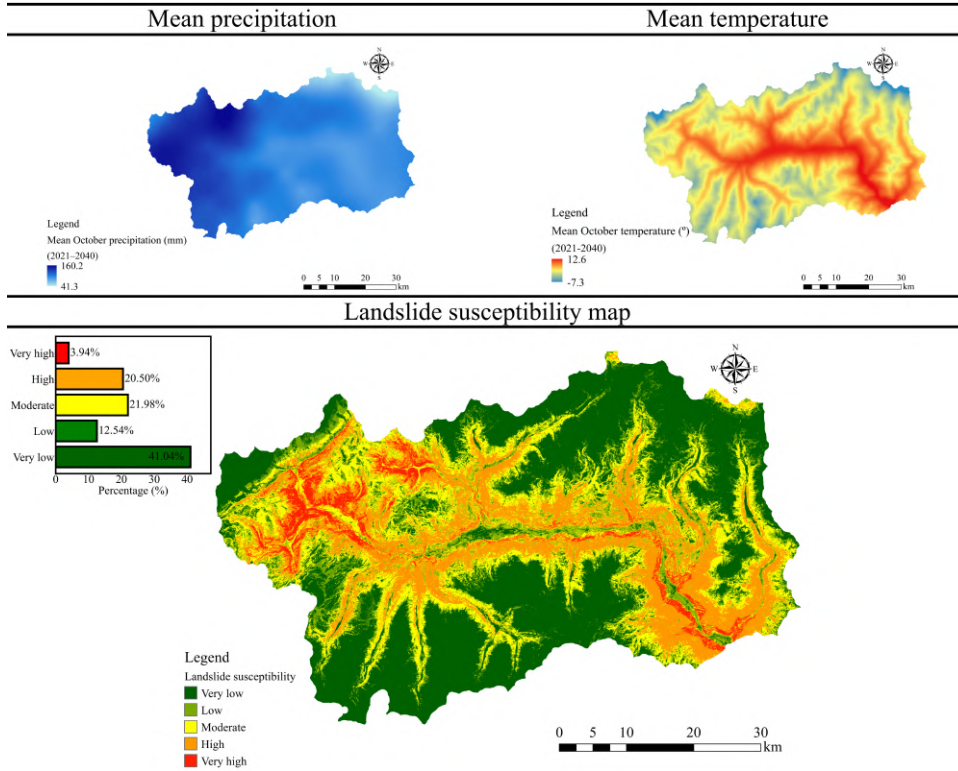 Mean precipitation
Mean temperature
N
W E
S
Legend
Mean October precipitation (mm)
(2021–2040)
160.2
41.3
0 5 10 20 30
km
N
W E
S
Legend
Mean October temperature (º)
(2021-2040)
12.6
-7.3
0 5 10 20 30
km
Landslide susceptibility map
Very high 3.94%
High 20.50%
Moderate 21.98%
Low 12.54%
Very low 41.04%
0 10 20 30 40
Percentage (%)
N
W E
S
Legend
Landslide susceptibility
Very low
Low
Moderate
High
Very high
0 5 10 20 30
km